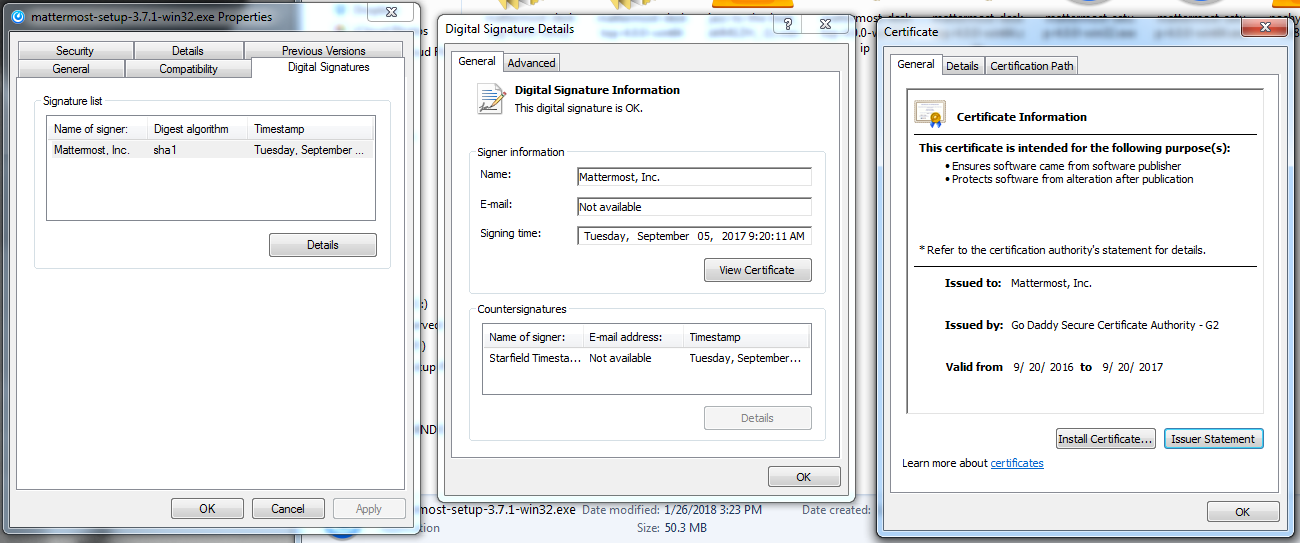 mattermost-setup-3.7.1-win32.exe Properties
Security Details Previous Versions
General Compatibility Digital Signatures
Signature list
Name of signer: Digest algorithm Timestamp
Mattermost, Inc. sha1 Tuesday, September ...
Details
OK Cancel Apply
Digital Signature Details
General Advanced
Digital Signature Information
This digital signature is OK.
Signer information
Name: Mattermost, Inc.
E-mail: Not available
Signing time: Tuesday, September 05, 2017 9:20:11 AM
View Certificate
Countersignatures
Name of signer: E-mail address: Timestamp
Starfield Timesta... Not available Tuesday, September...
Details
OK
Certificate
General Details Certification Path
Certificate Information
This certificate is intended for the following purpose(s):
• Ensures software came from software publisher
• Protects software from alteration after publication
* Refer to the certification authority's statement for details.
Issued to: Mattermost, Inc.
Issued by: Go Daddy Secure Certificate Authority - G2
Valid from 9/ 20/ 2016 to 9/ 20/ 2017
Install Certificate... Issuer Statement
Learn more about certificates
OK
most-setup-3.7.1-win32.exe Date modified: 1/26/2018 3:23 PM Date created:
Size: 50.3 MB